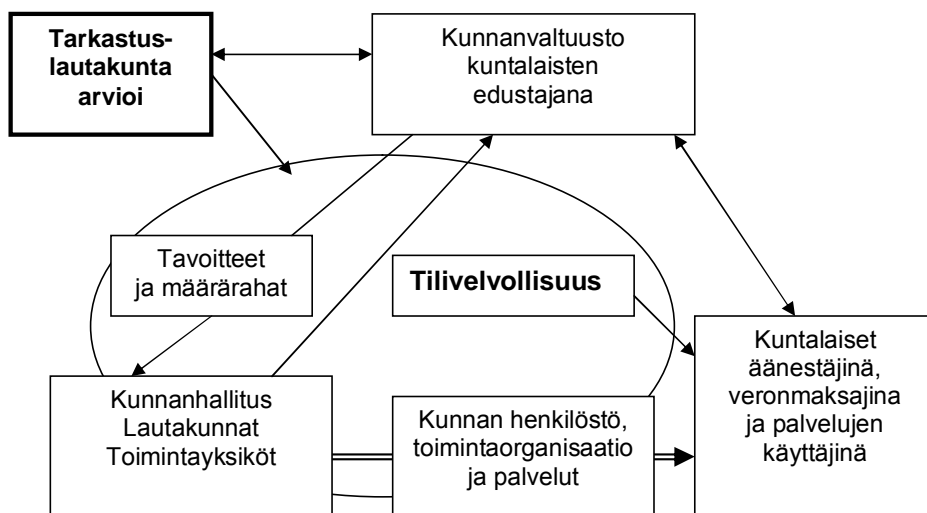 Tarkastus-
lautakunta
arvioi
Kunnanvaltuusto
kuntalaisten
edustajana
Tavoitteet
ja määrärahat
Tilivelvollisuus
Kunnanhallitus
Lautakunnat
Toimintayksiköt
Kunnan henkilöstö,
toimintaorganisaatio
ja palvelut
Kuntalaiset
äänestäjinä,
veronmaksajina
ja palvelujen
käyttäjinä